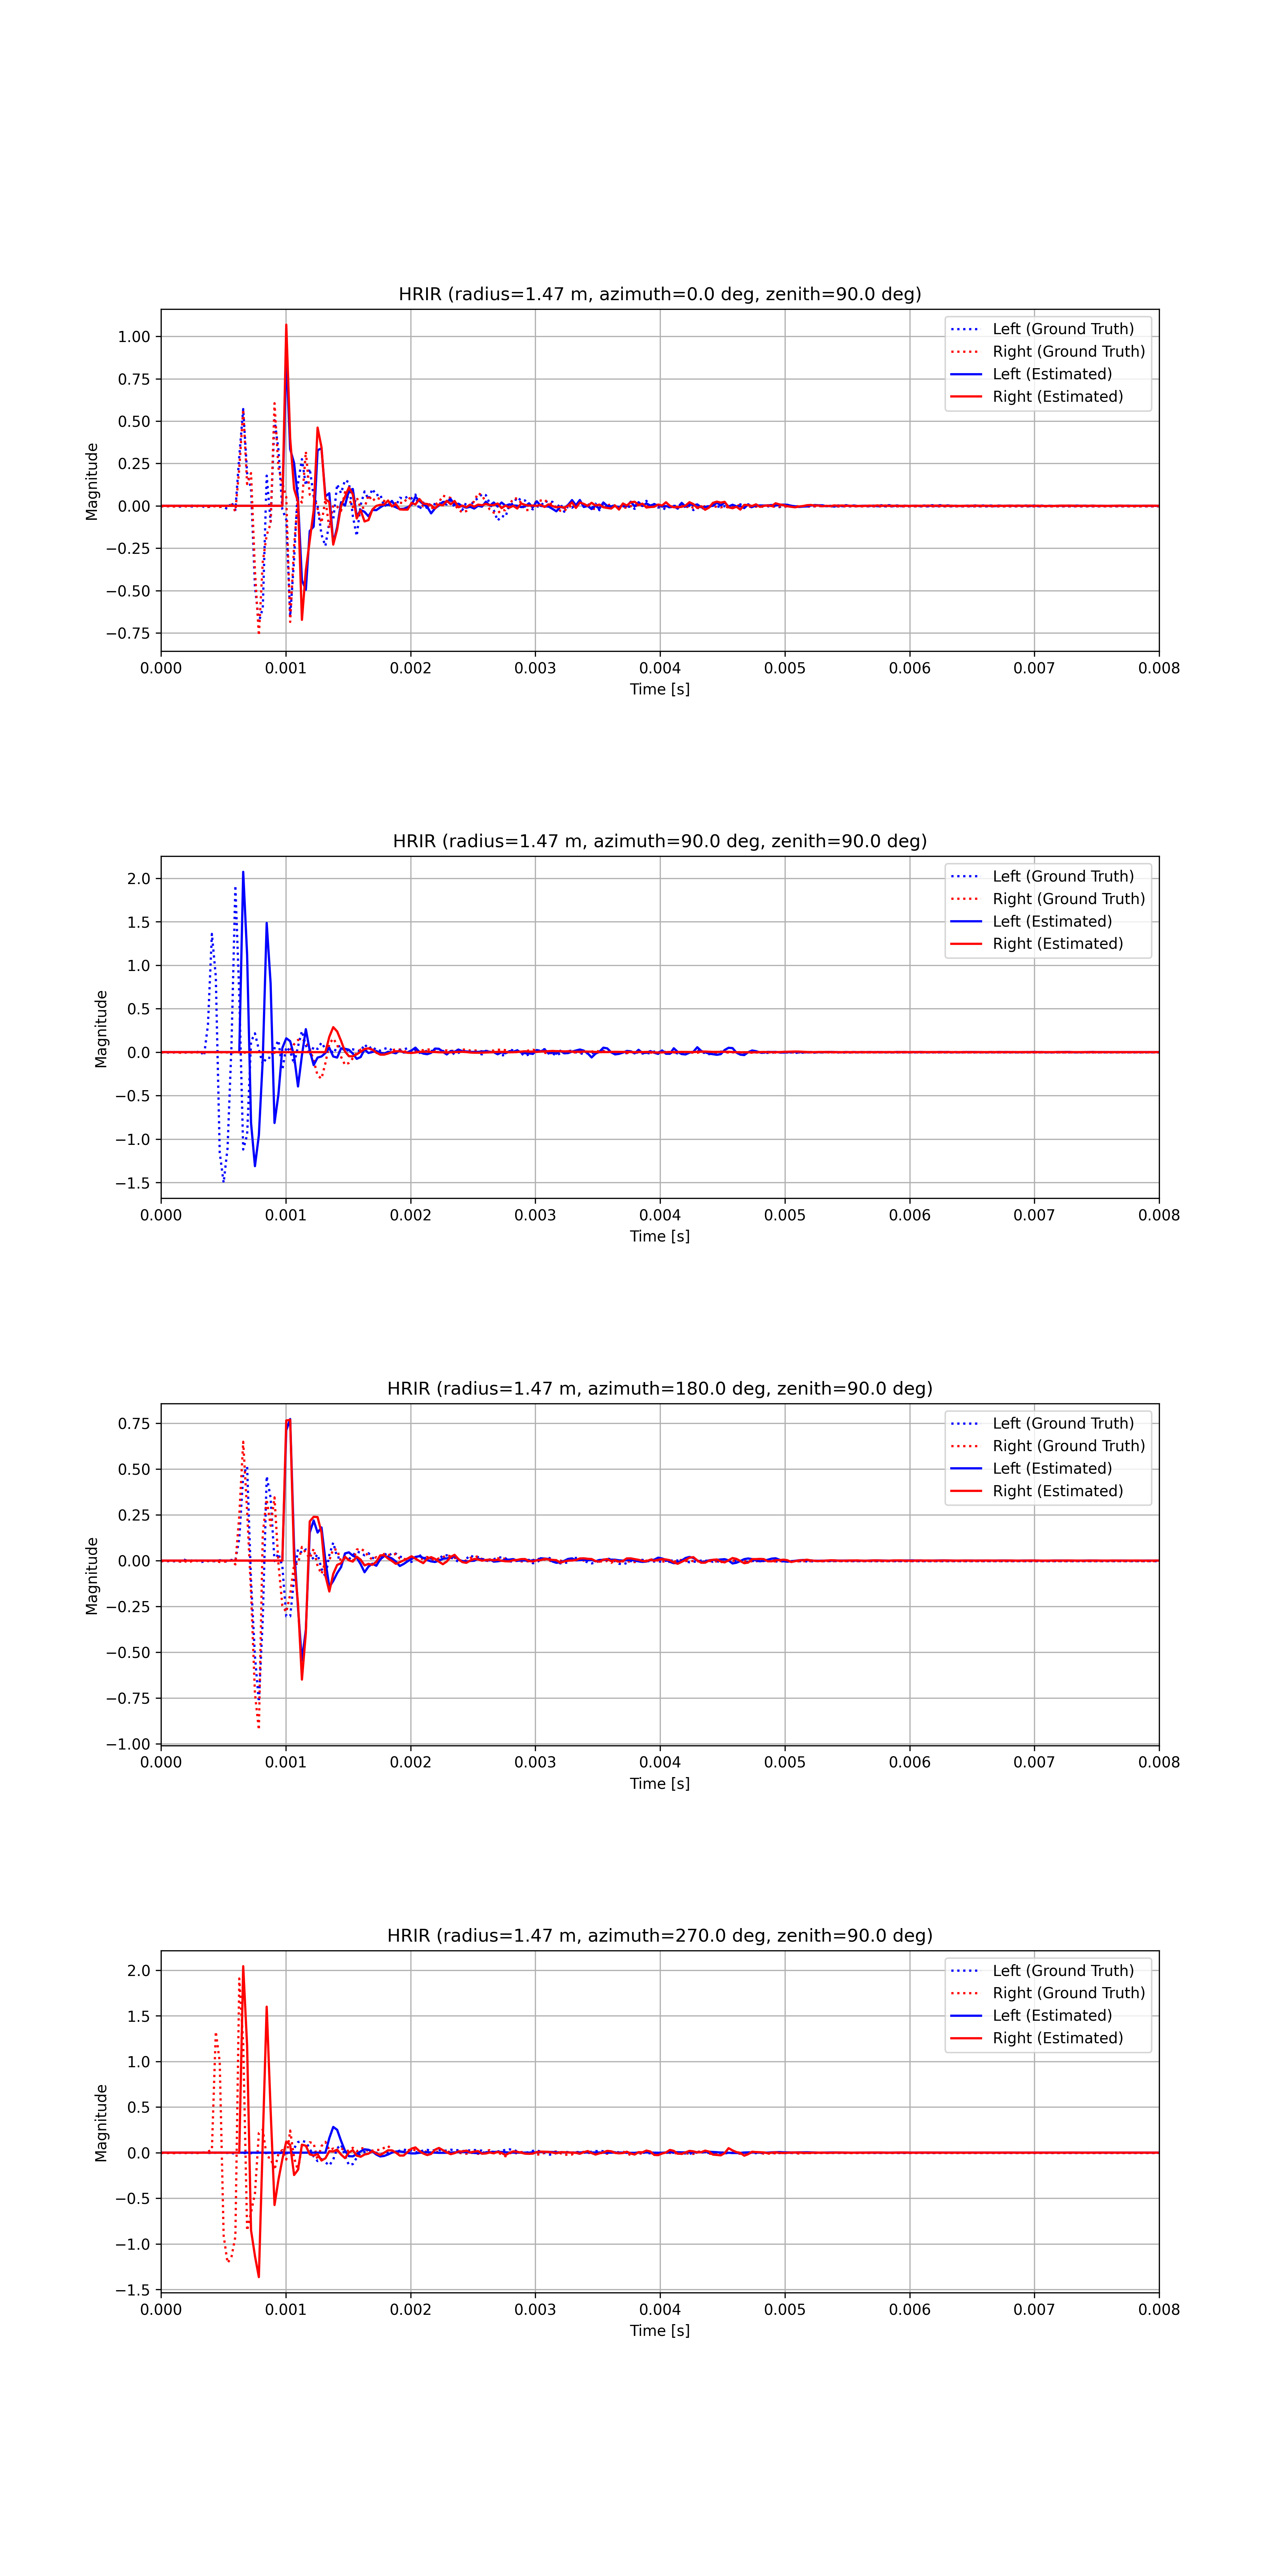 HRIR (radius=1.47 m, azimuth=0.0 deg, zenith=90.0 deg)
Left (Ground Truth)
Right (Ground Truth)
Left (Estimated)
Right (Estimated)
1.00
0.75
0.50
0.25
0.00
−0.25
−0.50
−0.75
Magnitude
0.000 0.001 0.002 0.003 0.004 0.005 0.006 0.007 0.008
Time [s]
HRIR (radius=1.47 m, azimuth=90.0 deg, zenith=90.0 deg)
Left (Ground Truth)
Right (Ground Truth)
Left (Estimated)
Right (Estimated)
2.0
1.5
1.0
0.5
0.0
−0.5
−1.0
−1.5
Magnitude
0.000 0.001 0.002 0.003 0.004 0.005 0.006 0.007 0.008
Time [s]
HRIR (radius=1.47 m, azimuth=180.0 deg, zenith=90.0 deg)
Left (Ground Truth)
Right (Ground Truth)
Left (Estimated)
Right (Estimated)
0.75
0.50
0.25
0.00
−0.25
−0.50
−0.75
−1.00
Magnitude
0.000 0.001 0.002 0.003 0.004 0.005 0.006 0.007 0.008
Time [s]
HRIR (radius=1.47 m, azimuth=270.0 deg, zenith=90.0 deg)
Left (Ground Truth)
Right (Ground Truth)
Left (Estimated)
Right (Estimated)
2.0
1.5
1.0
0.5
0.0
−0.5
−1.0
−1.5
Magnitude
0.000 0.001 0.002 0.003 0.004 0.005 0.006 0.007 0.008
Time [s]